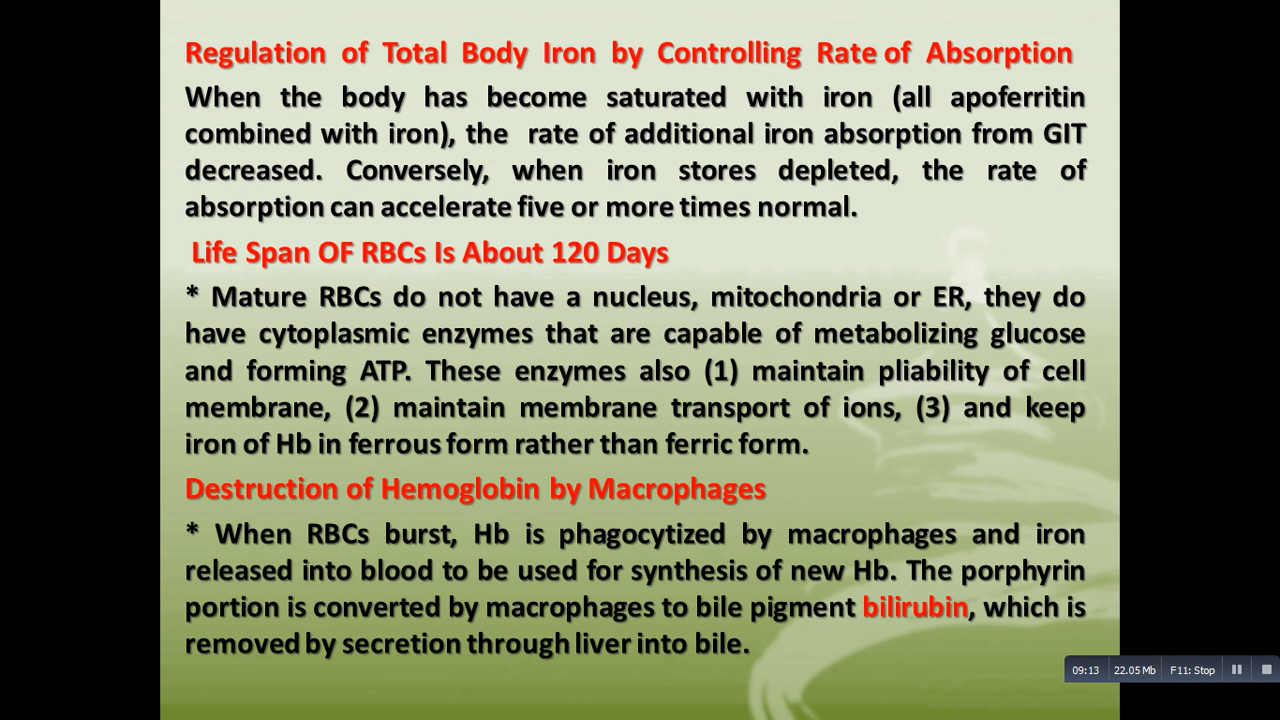 Regulation of Total Body Iron by Controlling Rate of Absorption
When the body has become saturated with iron (all apoferritin
combined with iron), the rate of additional iron absorption from GIT
decreased. Conversely, when iron stores depleted, the rate of
absorption can accelerate five or more times normal.
Life Span OF RBCs Is About 120 Days
* Mature RBCs do not have a nucleus, mitochondria or ER, they do
have cytoplasmic enzymes that are capable of metabolizing glucose
and forming ATP. These enzymes also (1) maintain pliability of cell
membrane, (2) maintain membrane transport of ions, (3) and keep
iron of Hb in ferrous form rather than ferric form.
Destruction of Hemoglobin by Macrophages
* When RBCs burst, Hb is phagocytized by macrophages and iron
released into blood to be used for synthesis of new Hb. The porphyrin
portion is converted by macrophages to bile pigment bilirubin, which is
removed by secretion through liver into bile.
09:13 22.05 Mb F11: Stop